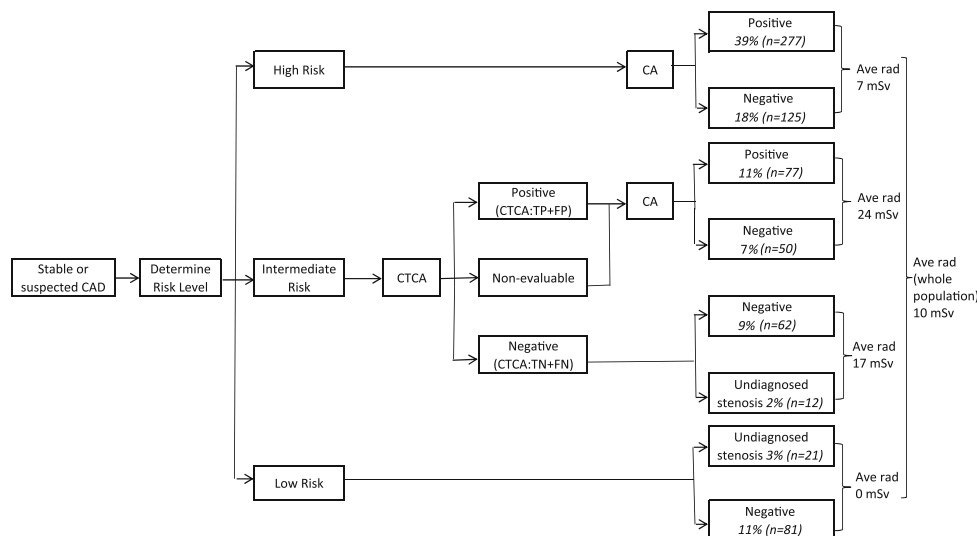 Stable or
suspected CAD
Determine
Risk Level
High Risk
CA
Positive
39% (n=277)
Negative
18% (n=125)
Ave rad
7 mSv
Intermediate
Risk
CTCA
Positive
(CTCA:TP+FP)
Non-evaluable
Negative
(CTCA:TN+FN)
CA
Positive
11% (n=77)
Negative
7% (n=50)
Ave rad
24 mSv
Negative
9% (n=62)
Undiagnosed
stenosis 2% (n=12)
Ave rad
17 mSv
Low Risk
Undiagnosed
stenosis 3% (n=21)
Negative
11% (n=81)
Ave rad
0 mSv
Ave rad
(whole
population)
10 mSv